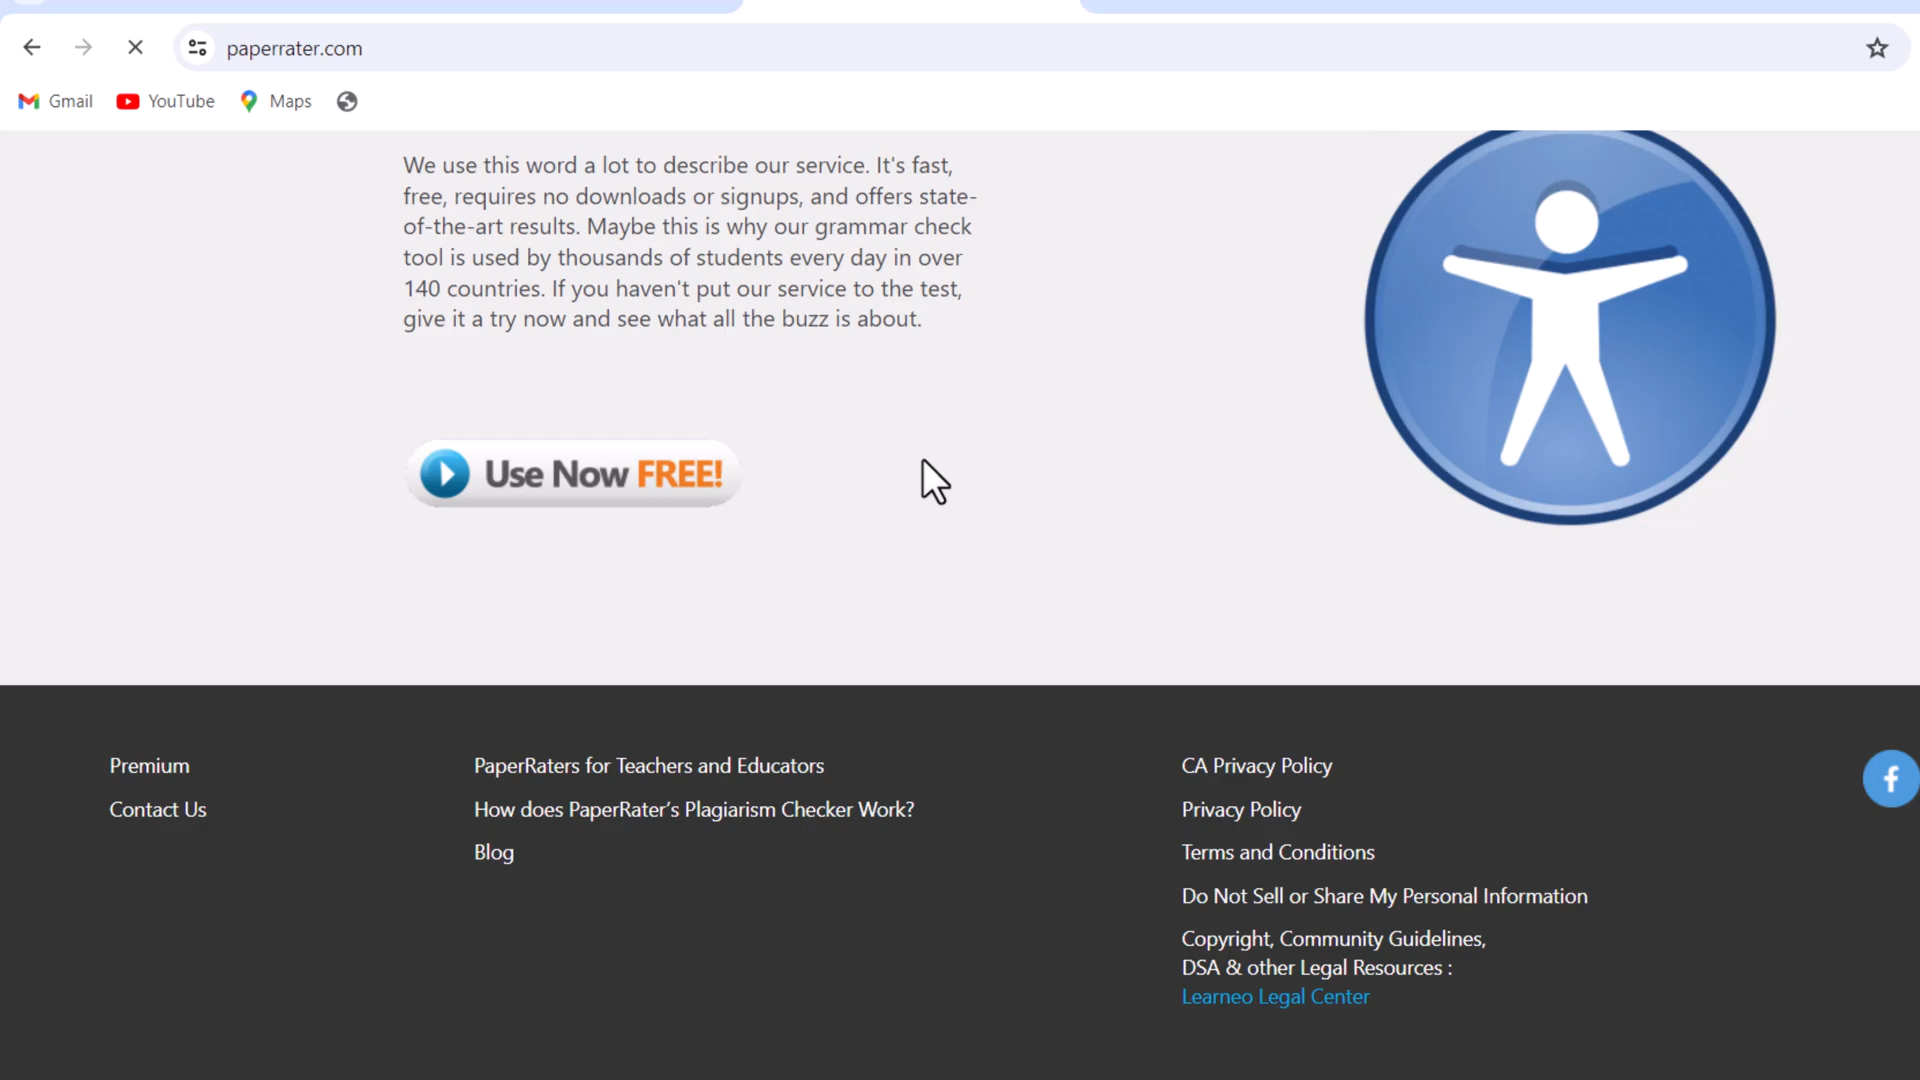 paperrater.com
Gmail
YouTube
Maps
We use this word a lot to describe our service. It's fast,
free, requires no downloads or signups, and offers state-
of-the-art results. Maybe this is why our grammar check
tool is used by thousands of students every day in over
140 countries. If you haven't put our service to the test,
give it a try now and see what all the buzz is about.
Use Now FREE!
Premium
Contact Us
PaperRaters for Teachers and Educators
How does PaperRater’s Plagiarism Checker Work?
Blog
CA Privacy Policy
Privacy Policy
Terms and Conditions
Do Not Sell or Share My Personal Information
Copyright, Community Guidelines,
DSA & other Legal Resources :
Learneo Legal Center